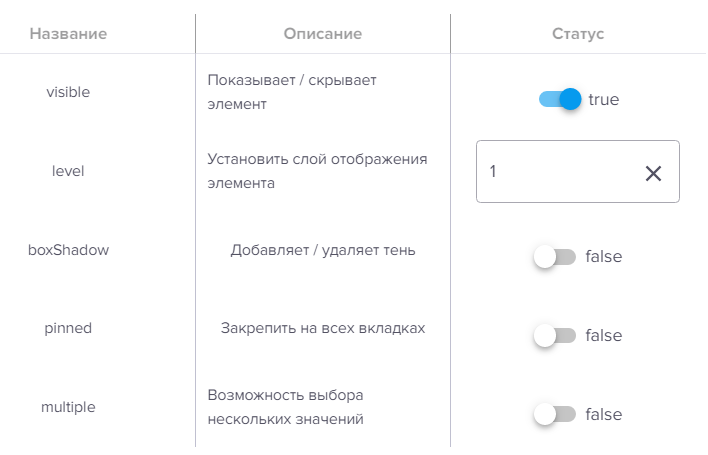 Название Описание Статус
visible
Показывает / скрывает
элемент
true
level
Установить слой отображения
элемента
1
boxShadow
Добавляет / удаляет тень
false
pinned
Закрепить на всех вкладках
false
multiple
Возможность выбора
нескольких значений
false